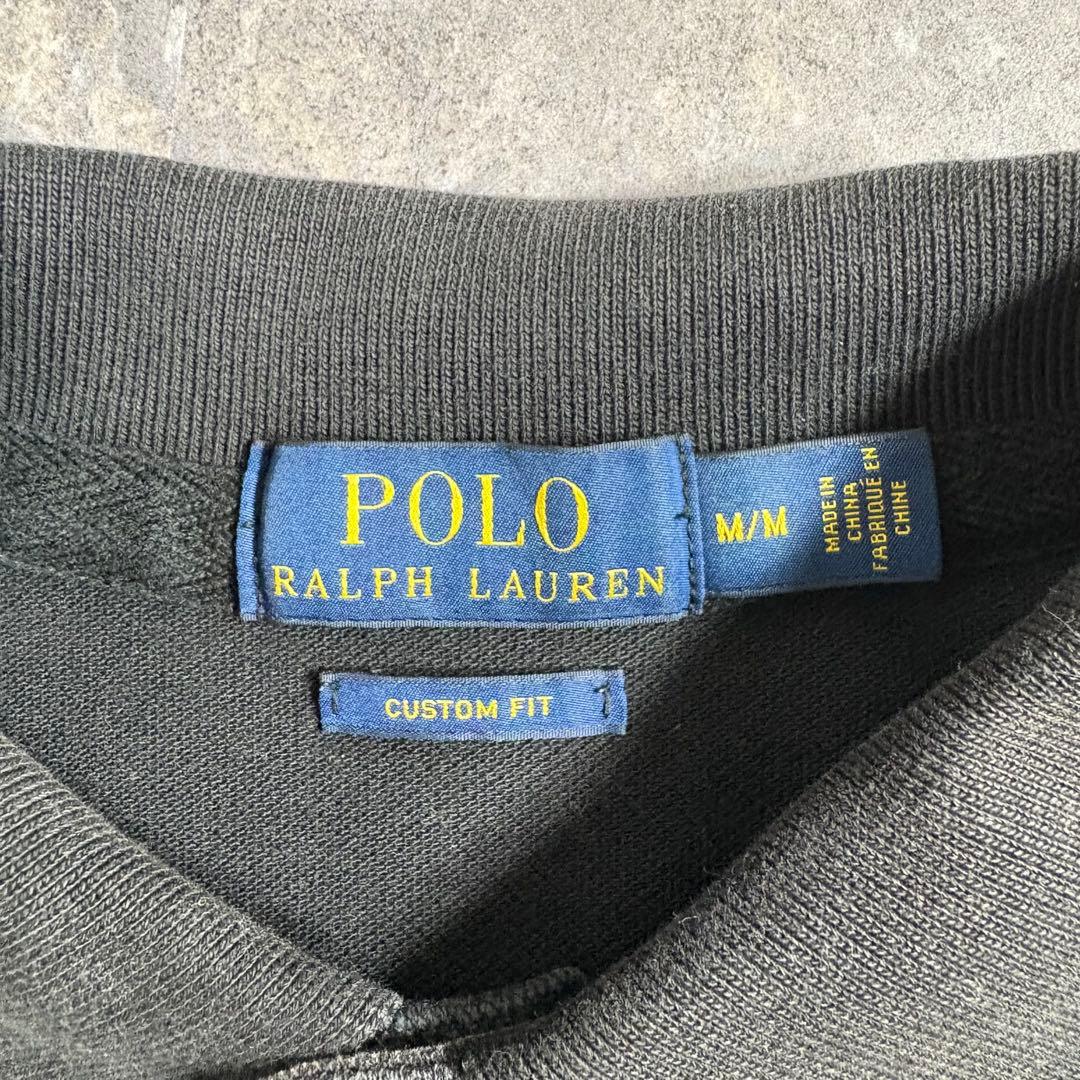 POLO
RALPH LAUREN
M/M
MADE IN
CHINA
FABRIQUÉ EN
CHINE
CUSTOM FIT